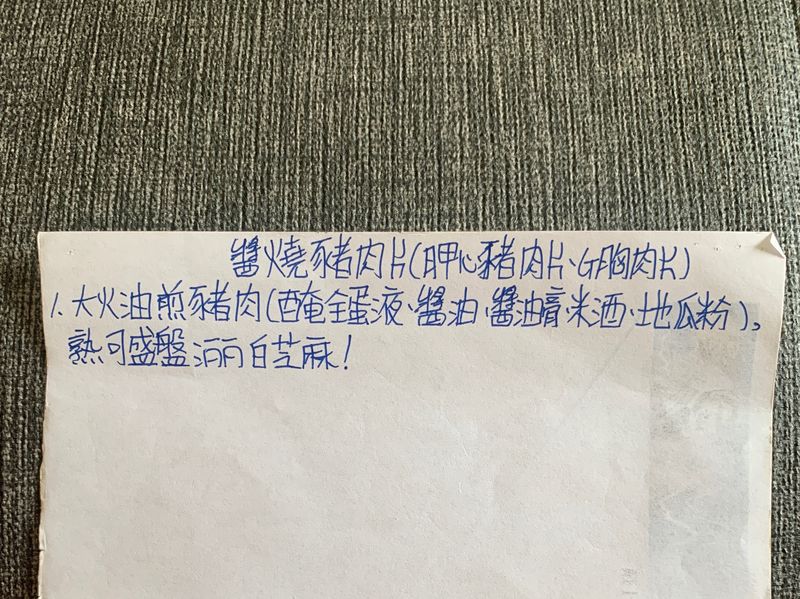 醬燒豬肉片(胛心豬肉片、G胸肉片)
1. 大火油煎豬肉(醃全蛋液、醬油、醬油膏、米酒、地瓜粉),
熟可盛盤洒白芝麻!